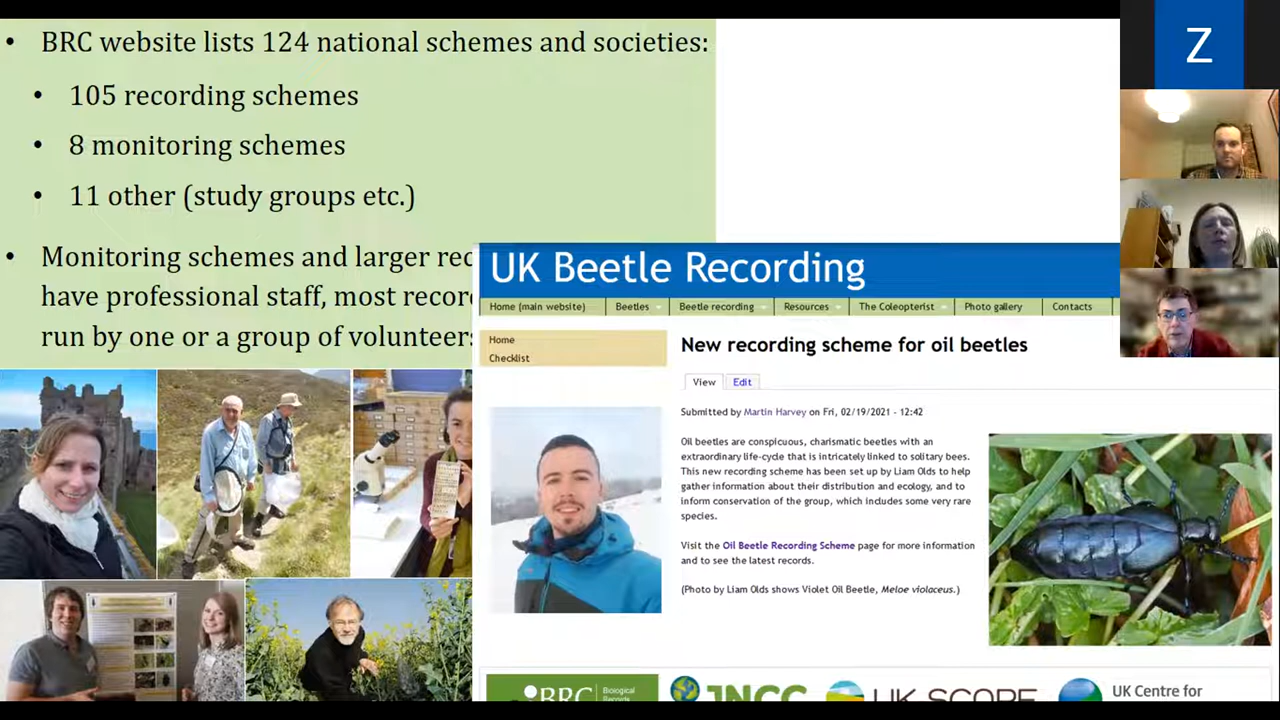 • BRC website lists 124 national schemes and societies:
• 105 recording schemes
• 8 monitoring schemes
• 11 other (study groups etc.)
• Monitoring schemes and larger rec
have professional staff, most recor
run by one or a group of volunteers
Z
UK Beetle Recording
Home (main website) Beetles Beetle recording Resources The Coleopterist Photo gallery Contacts
Home
Checklist
New recording scheme for oil beetles
View Edit
Submitted by Martin Harvey on Fri, 02/19/2021 - 12:42
Oil beetles are conspicuous, charismatic beetles with an
extraordinary life-cycle that is intricately linked to solitary bees.
This new recording scheme has been set up by Liam Olds to help
gather information about their distribution and ecology, and to
inform conservation of the group, which includes some very rare
species.
Visit the Oil Beetle Recording Scheme page for more information
and to see the latest records.
(Photo by Liam Olds shows Violet Oil Beetle, Meloe violaceus.)
BRC Biological
Records
JNCC
UK SCOPE
UK Centre for